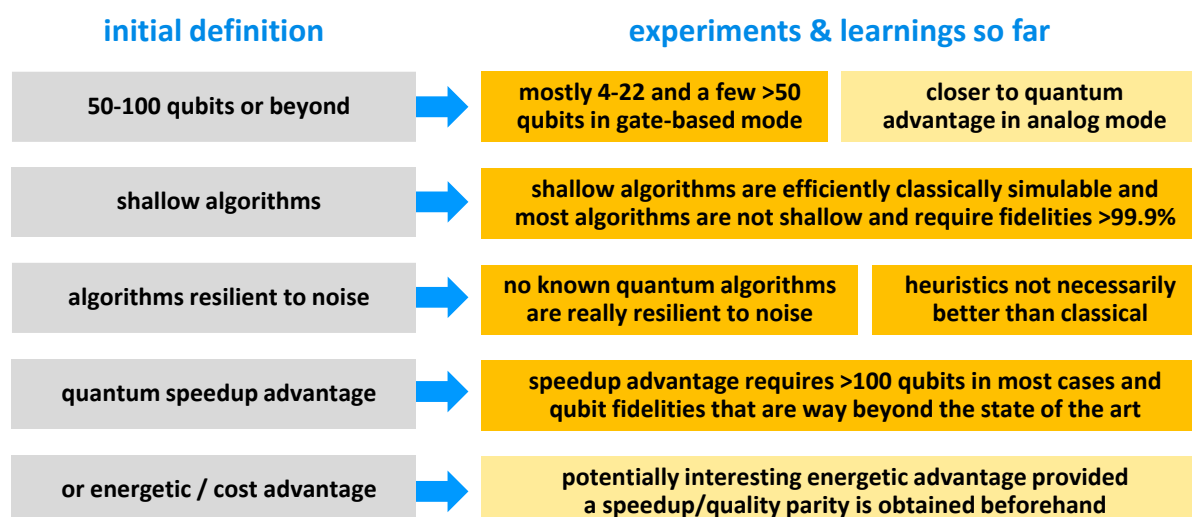 initial definition
experiments & learnings so far
50-100 qubits or beyond
mostly 4-22 and a few >50
qubits in gate-based mode
closer to quantum
advantage in analog mode
shallow algorithms
shallow algorithms are efficiently classically simulable and
most algorithms are not shallow and require fidelities >99.9%
algorithms resilient to noise
no known quantum algorithms
are really resilient to noise
heuristics not necessarily
better than classical
quantum speedup advantage
speedup advantage requires >100 qubits in most cases and
qubit fidelities that are way beyond the state of the art
or energetic / cost advantage
potentially interesting energetic advantage provided
a speedup/quality parity is obtained beforehand